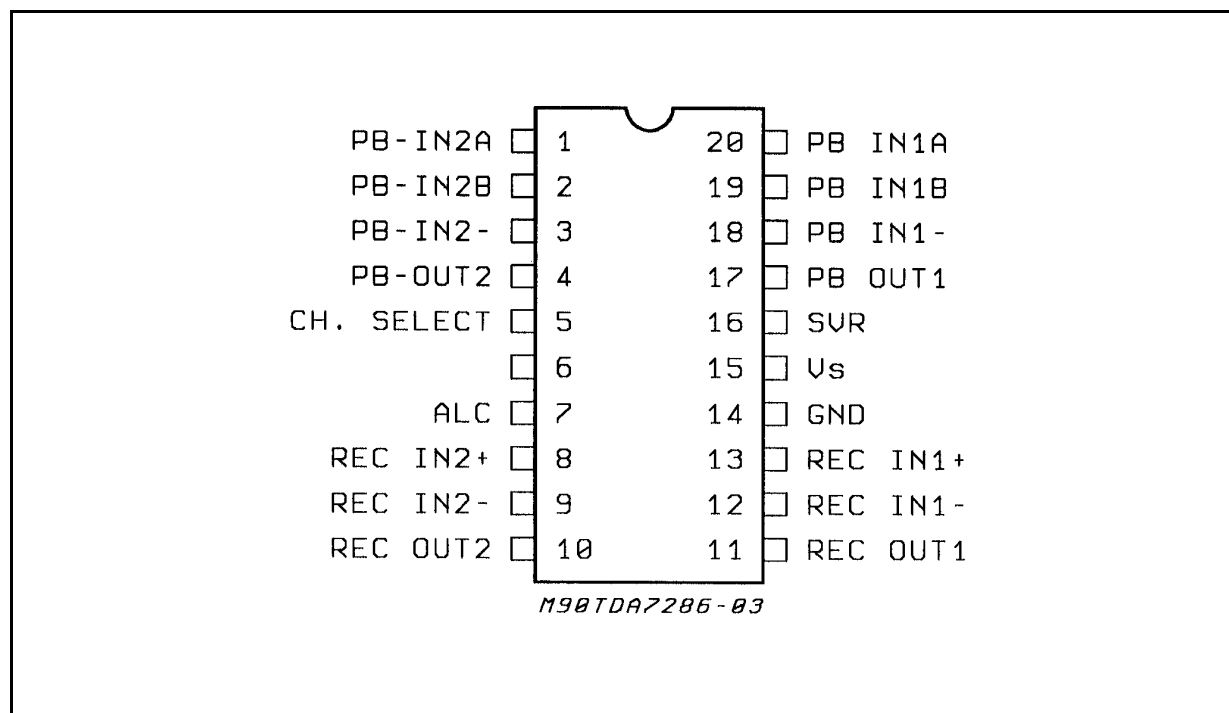 PB-IN2A 1 20 PB IN1A
PB-IN2B 2 19 PB IN1B
PB-IN2- 3 18 PB IN1-
PB-OUT2 4 17 PB OUT1
CH. SELECT 5 16 SVR
6 15 Vs
ALC 7 14 GND
REC IN2+ 8 13 REC IN1+
REC IN2- 9 12 REC IN1-
REC OUT2 10 11 REC OUT1
M90TDA7286-03